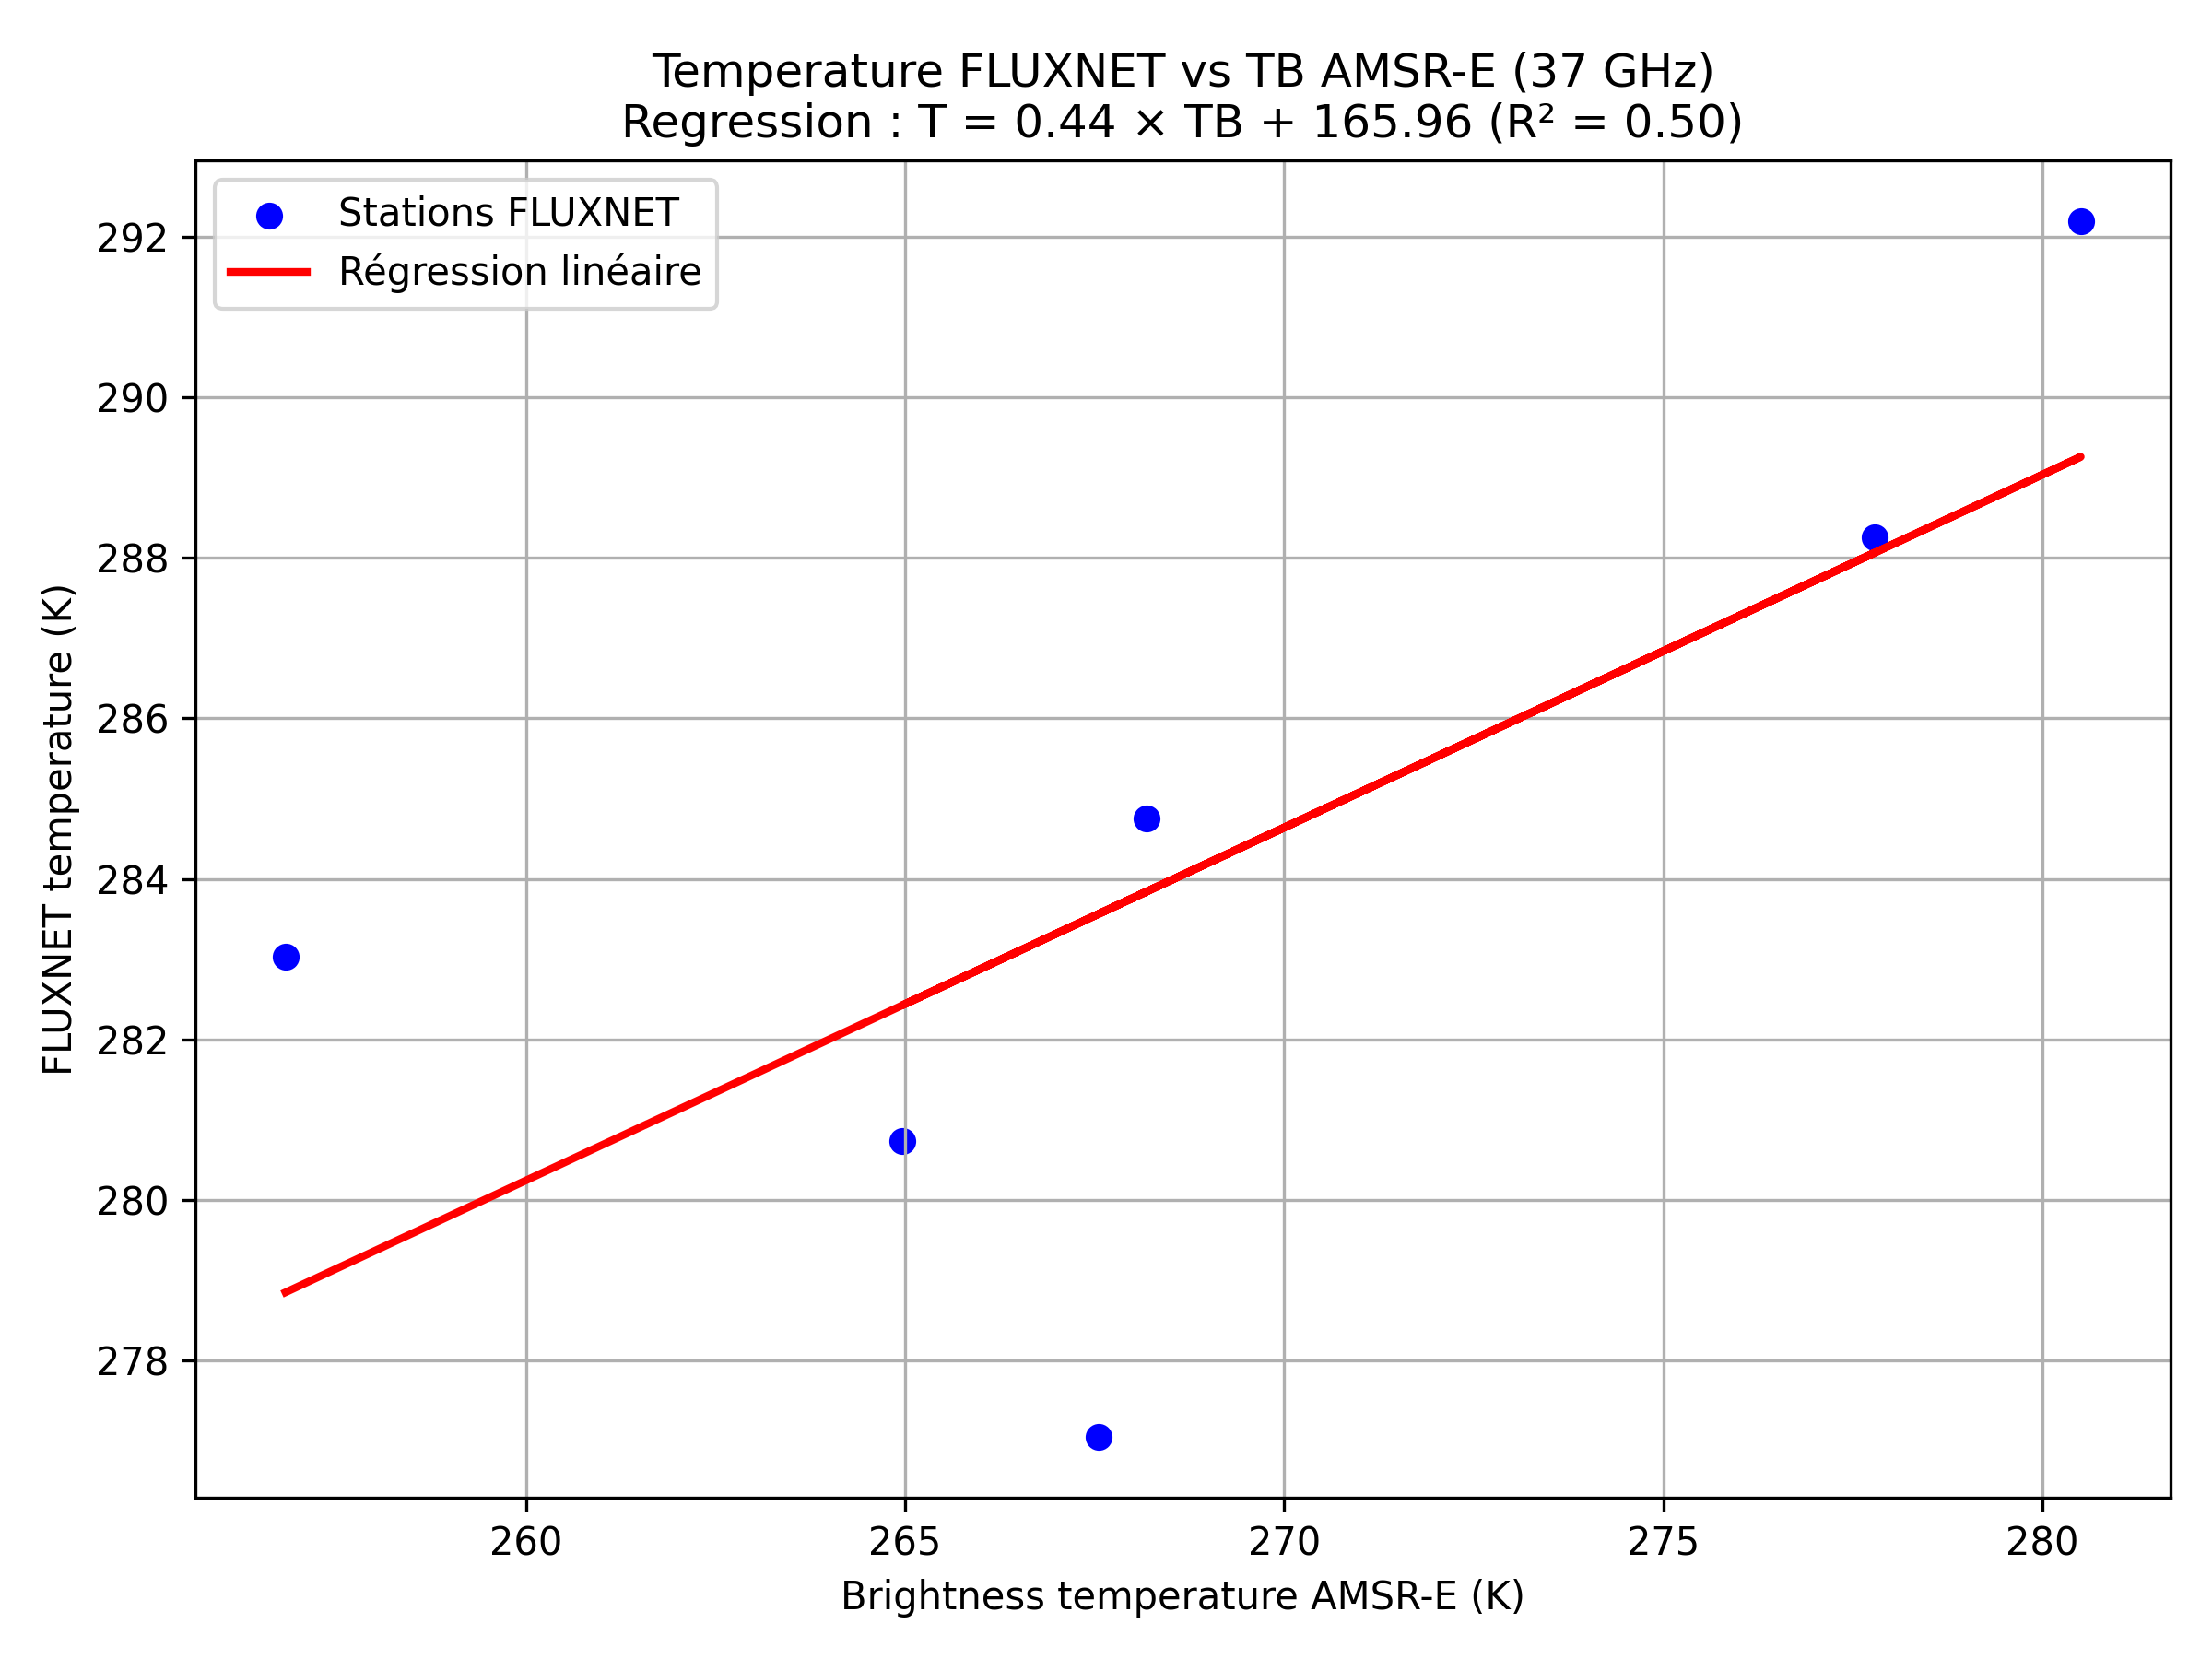 Temperature FLUXNET vs TB AMSR-E (37 GHz)
Regression : T = 0.44 × TB + 165.96 (R² = 0.50)
Stations FLUXNET
Régression linéaire
292
290
288
286
284
282
280
278
FLUXNET temperature (K)
260
265
270
275
280
Brightness temperature AMSR-E (K)